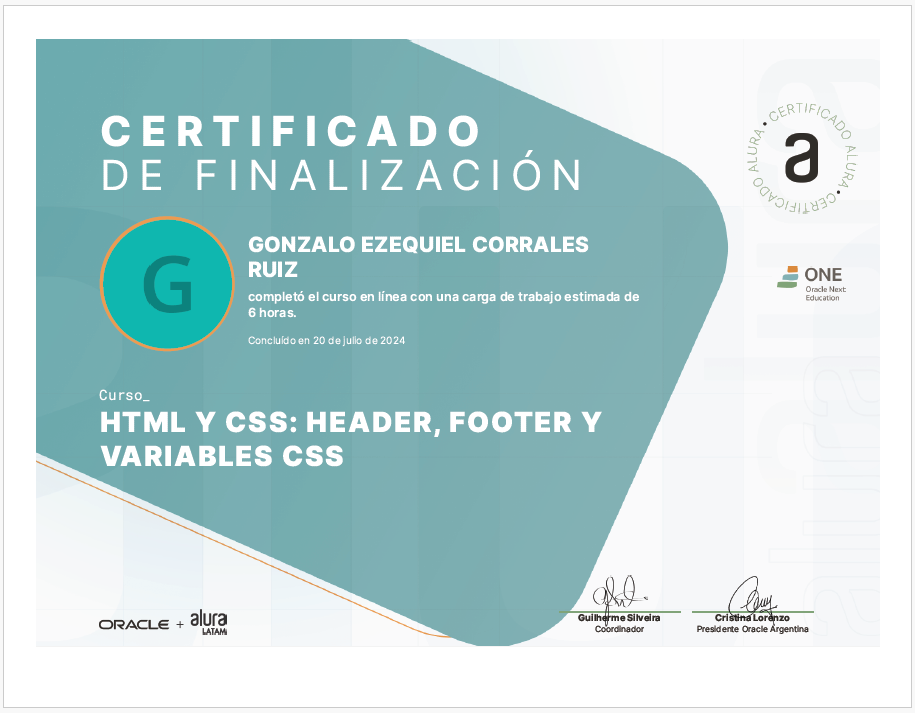 CERTIFICADO
DE FINALIZACIÓN
CERTIFICADO ALURA • CERTIFICADO ALURA •
a
G
GONZALO EZEQUIEL CORRALES
RUIZ
completó el curso en línea con una carga de trabajo estimada de
6 horas.
Concluído en 20 de julio de 2024
ONE
Oracle Next
Education
Curso_
HTML Y CSS: HEADER, FOOTER Y
VARIABLES CSS
ORACLE + alura
LATAM
Guilherme Silveira
Coordinador
Cristina Lorenzo
Presidente Oracle Argentina